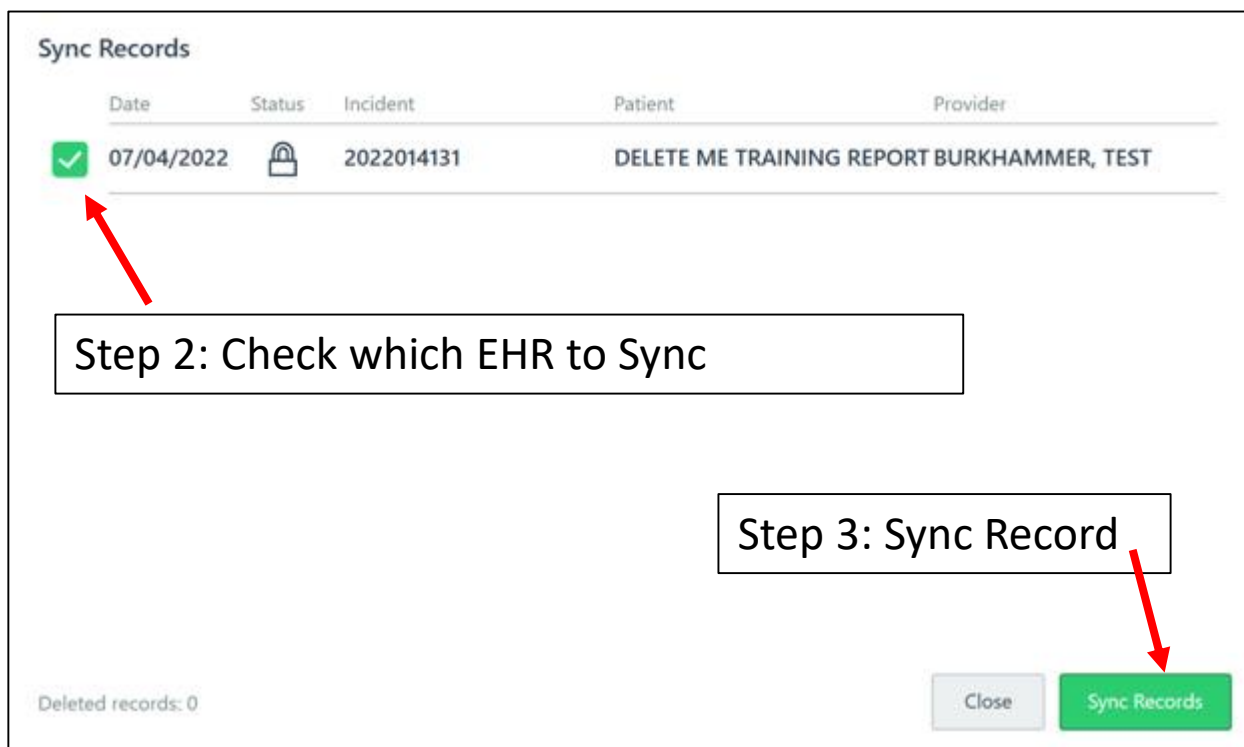 Sync Records
Date Status Incident Patient Provider
07/04/2022 2022014131 DELETE ME TRAINING REPORT BURKHAMMER, TEST
Step 2: Check which EHR to Sync
Step 3: Sync Record
Deleted records: 0 Close Sync Records